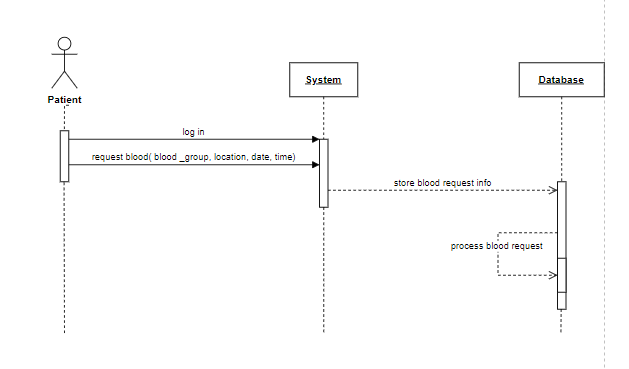 System
Database
Patient
log in
request blood( blood _group, location, date, time)
store blood request info
process blood request